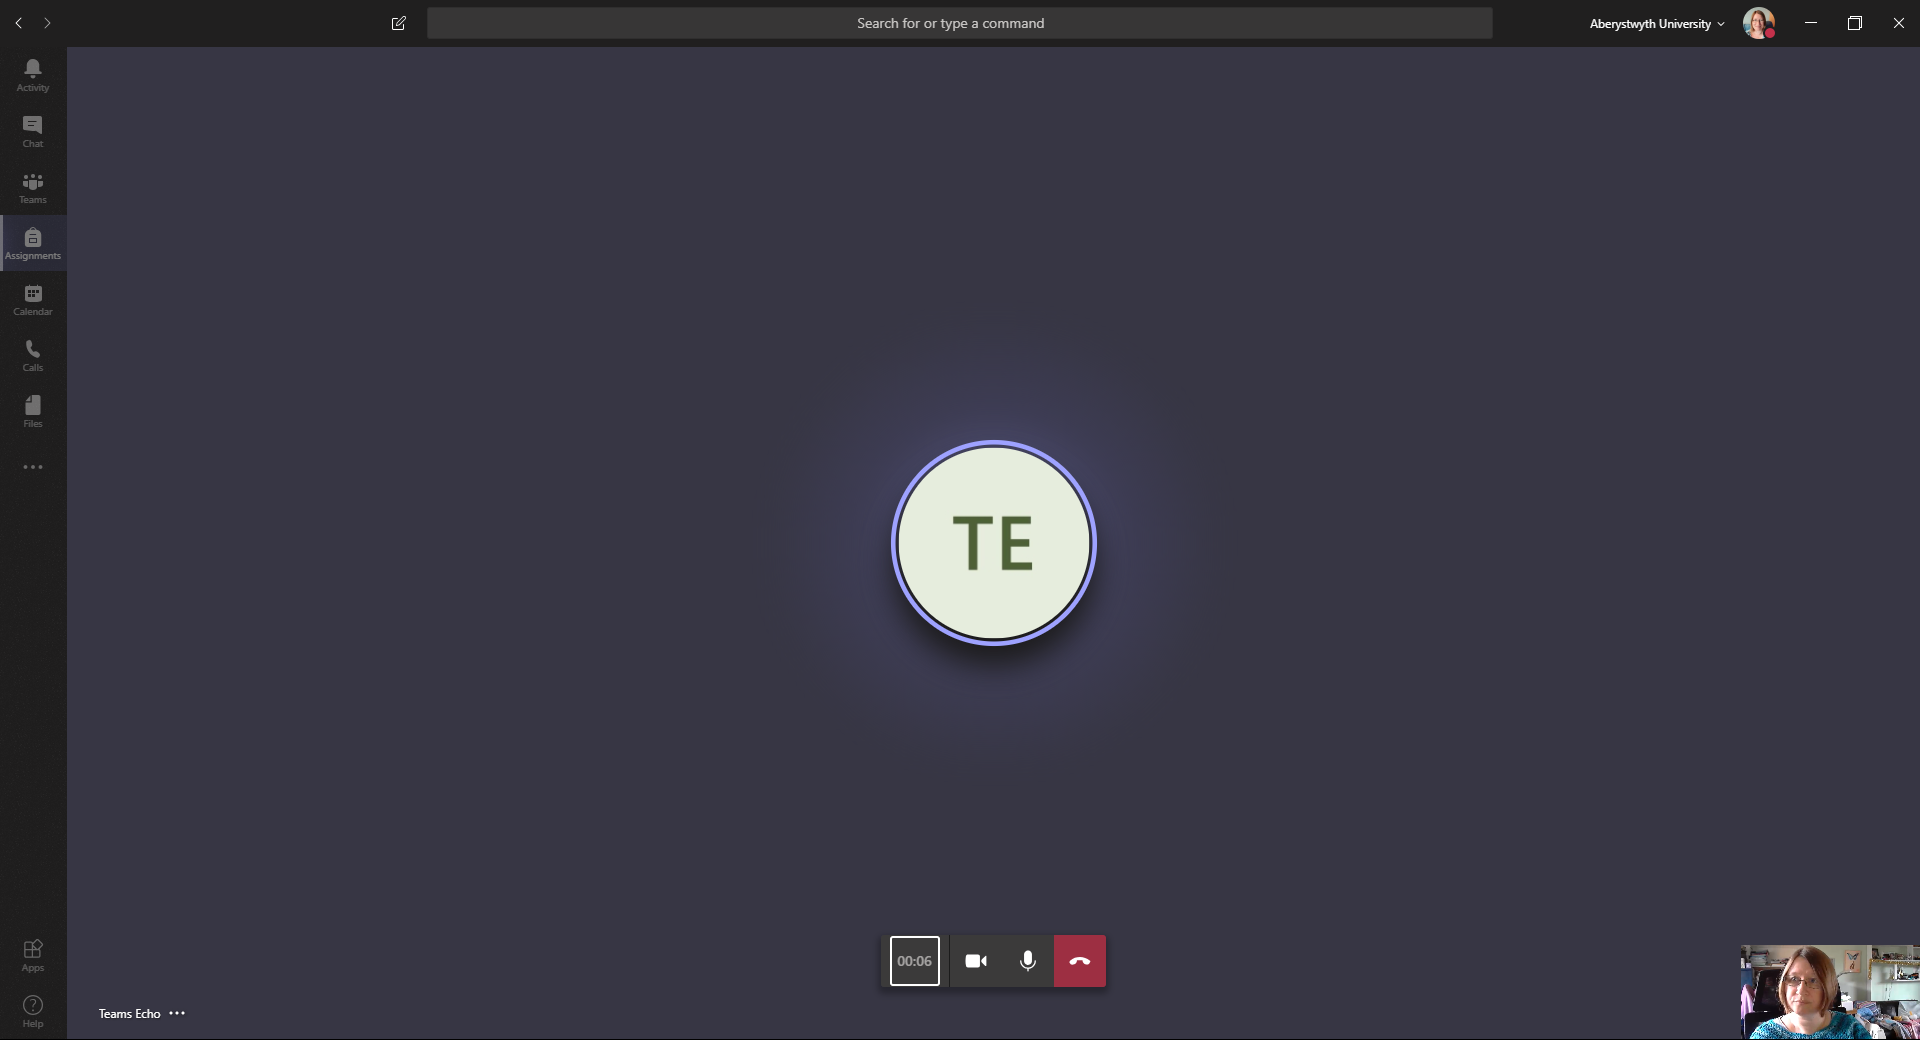 Search for or type a command
Aberystwyth University
Activity
Chat
Teams
Assignments
Calendar
Calls
Files
TE
00:06
Apps
Help
Teams Echo